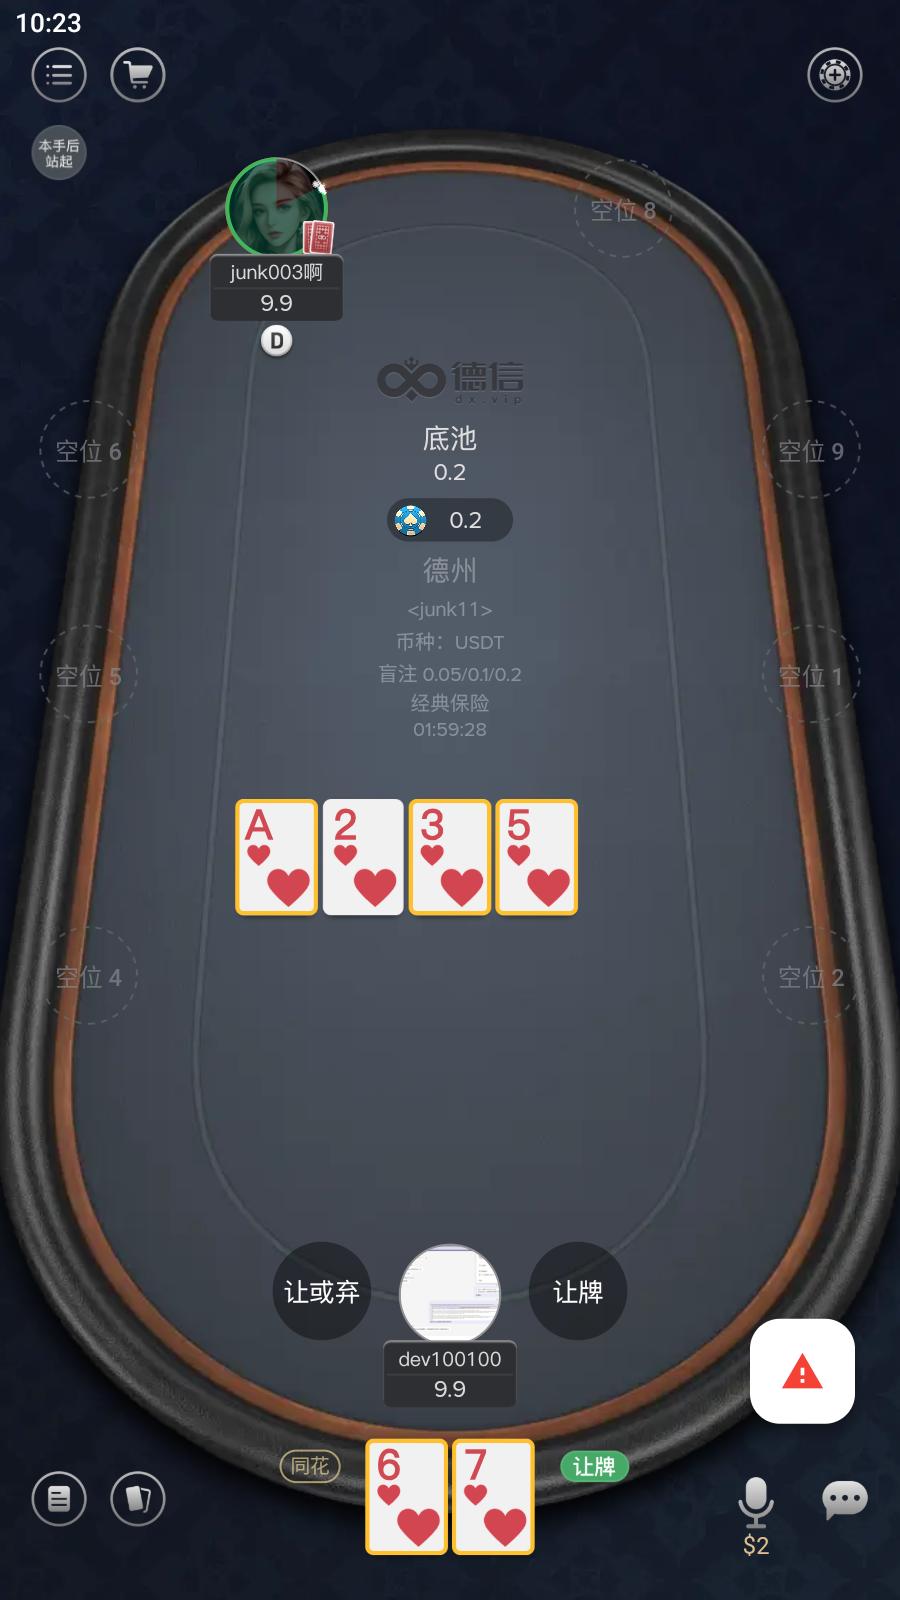 10:23
本手后
站起
空位 8
junk003啊
9.9
D
德信
dx.vip
底池
0.2
空位 6
空位 9
0.2
德州
<junk11>
币种：USDT
空位 5
空位 1
盲注 0.05/0.1/0.2
经典保险
01:59:28
A
2
3
5
空位 4
空位 2
让或弃
让牌
dev100100
9.9
同花
6
7
让牌
$2